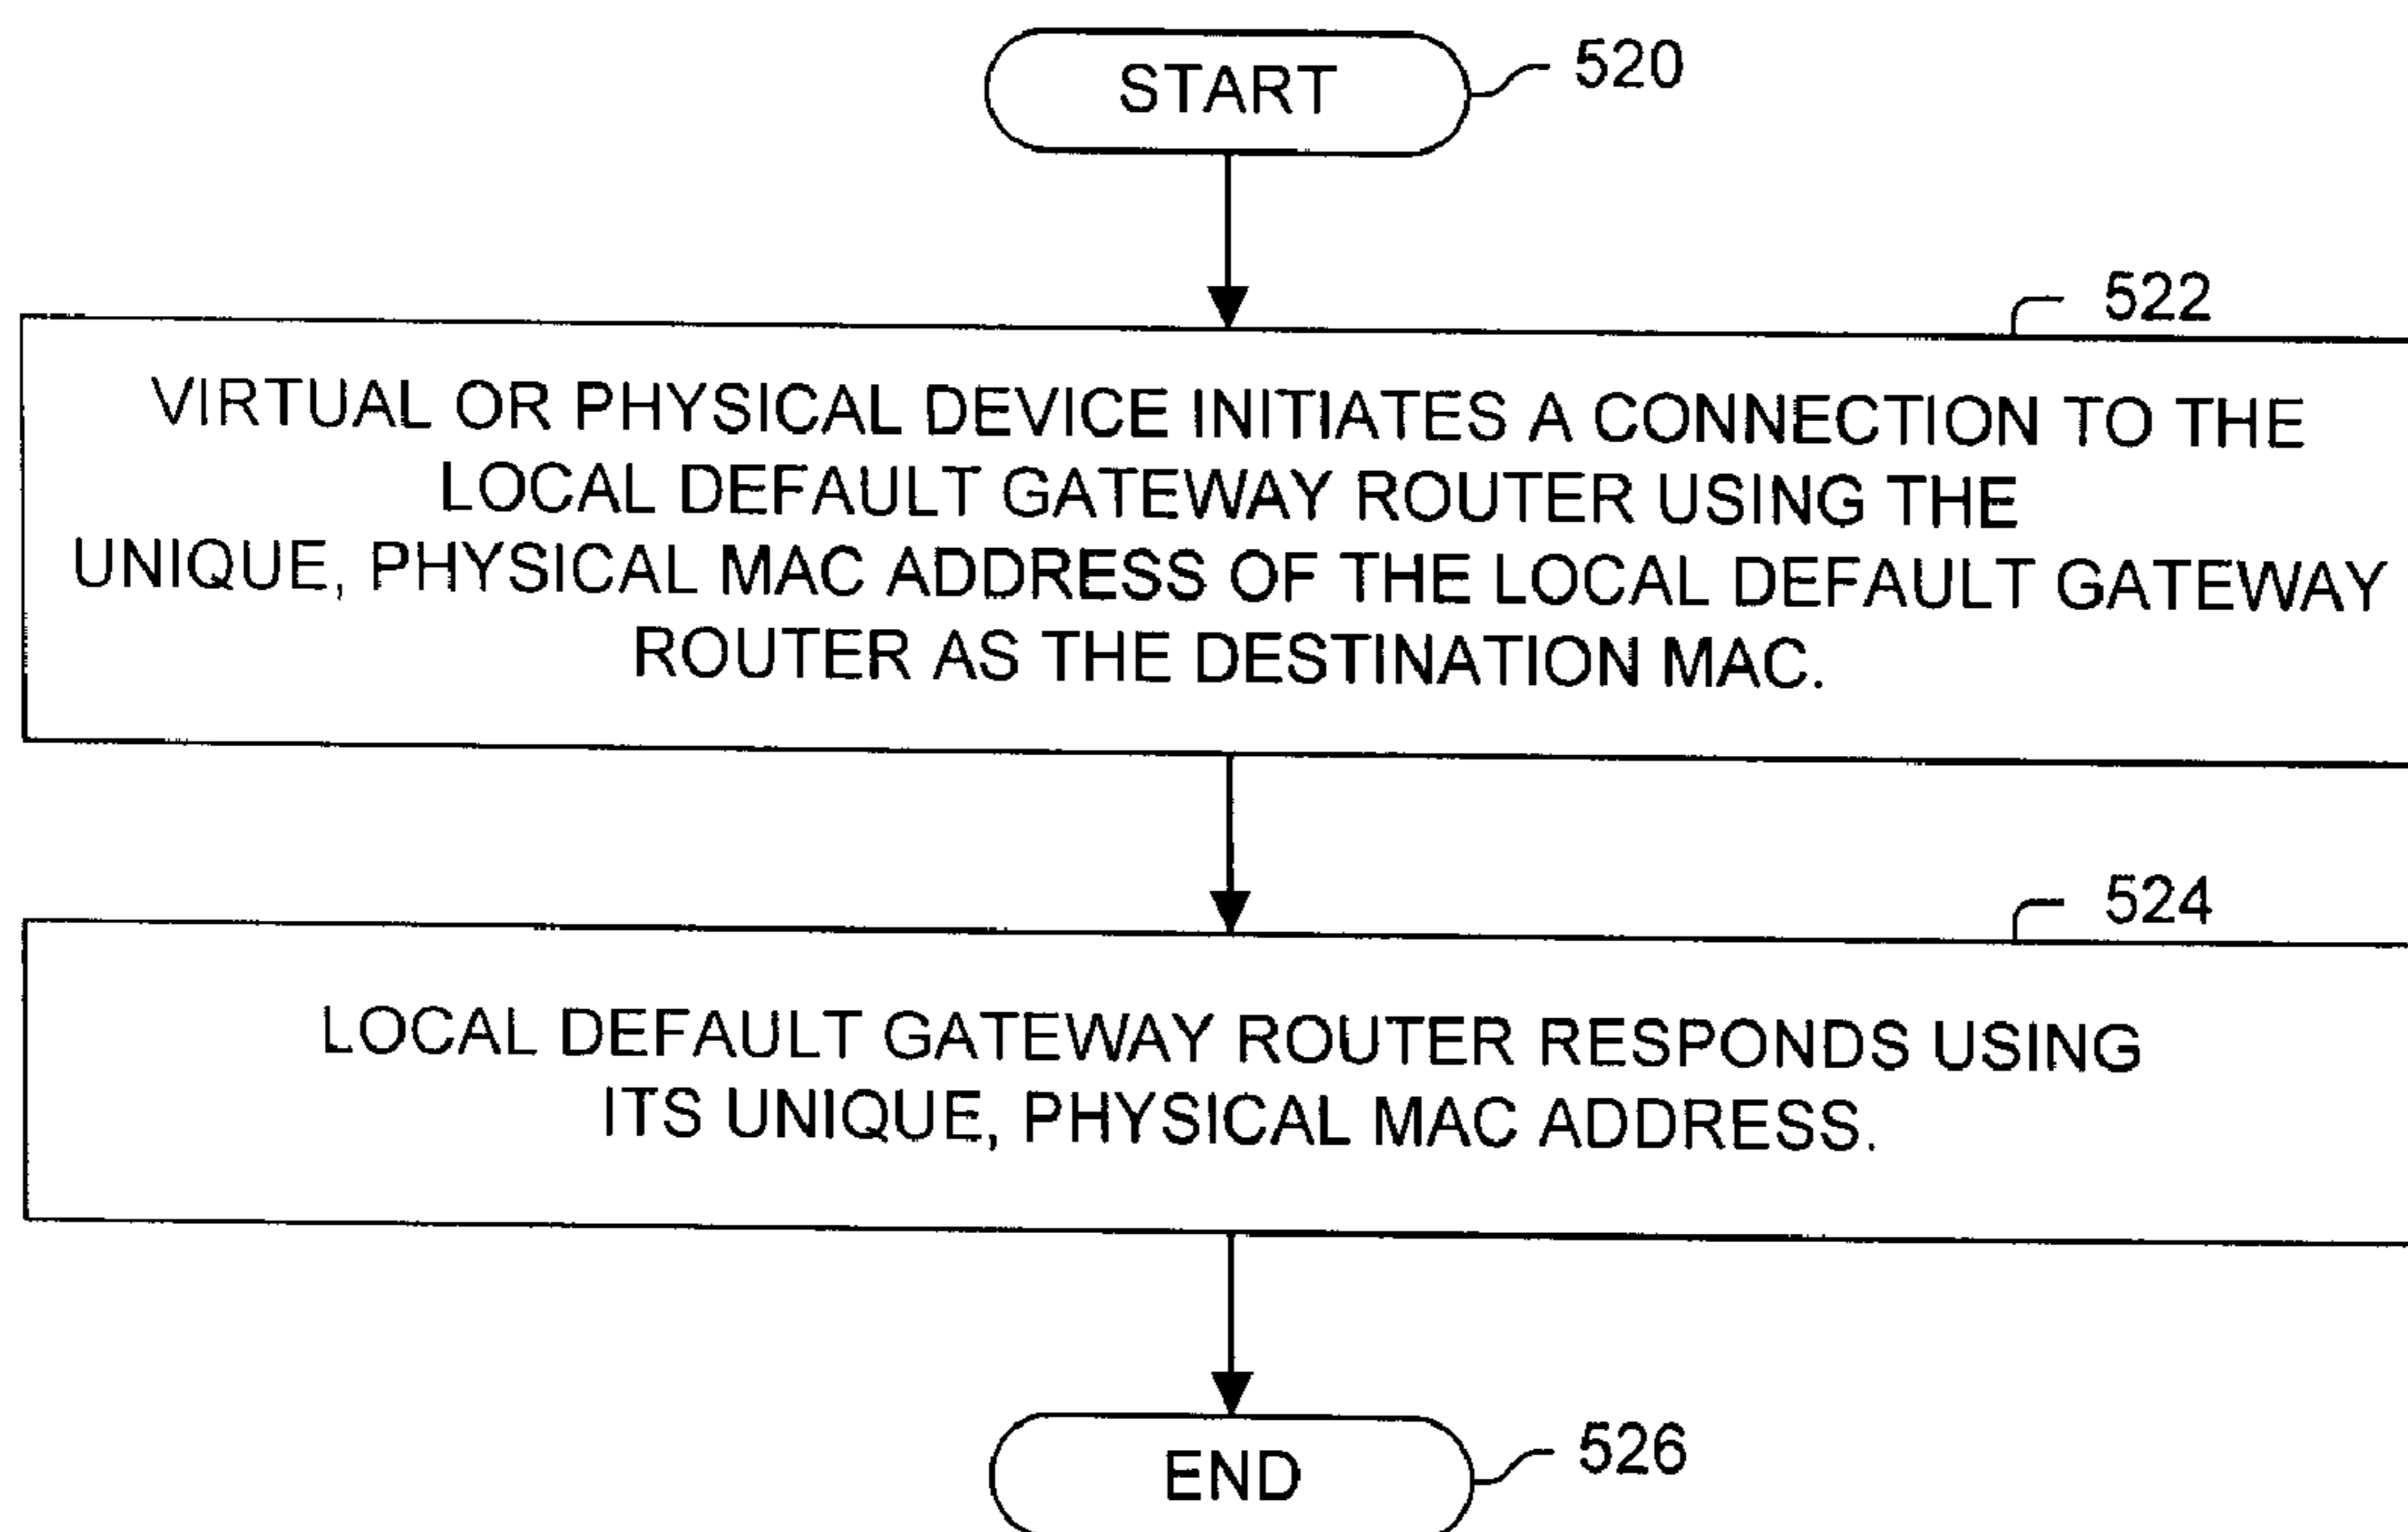 START
520
522
VIRTUAL OR PHYSICAL DEVICE INITIATES A CONNECTION TO THE
LOCAL DEFAULT GATEWAY ROUTER USING THE
UNIQUE, PHYSICAL MAC ADDRESS OF THE LOCAL DEFAULT GATEWAY
ROUTER AS THE DESTINATION MAC.
524
LOCAL DEFAULT GATEWAY ROUTER RESPONDS USING
ITS UNIQUE, PHYSICAL MAC ADDRESS.
END
526